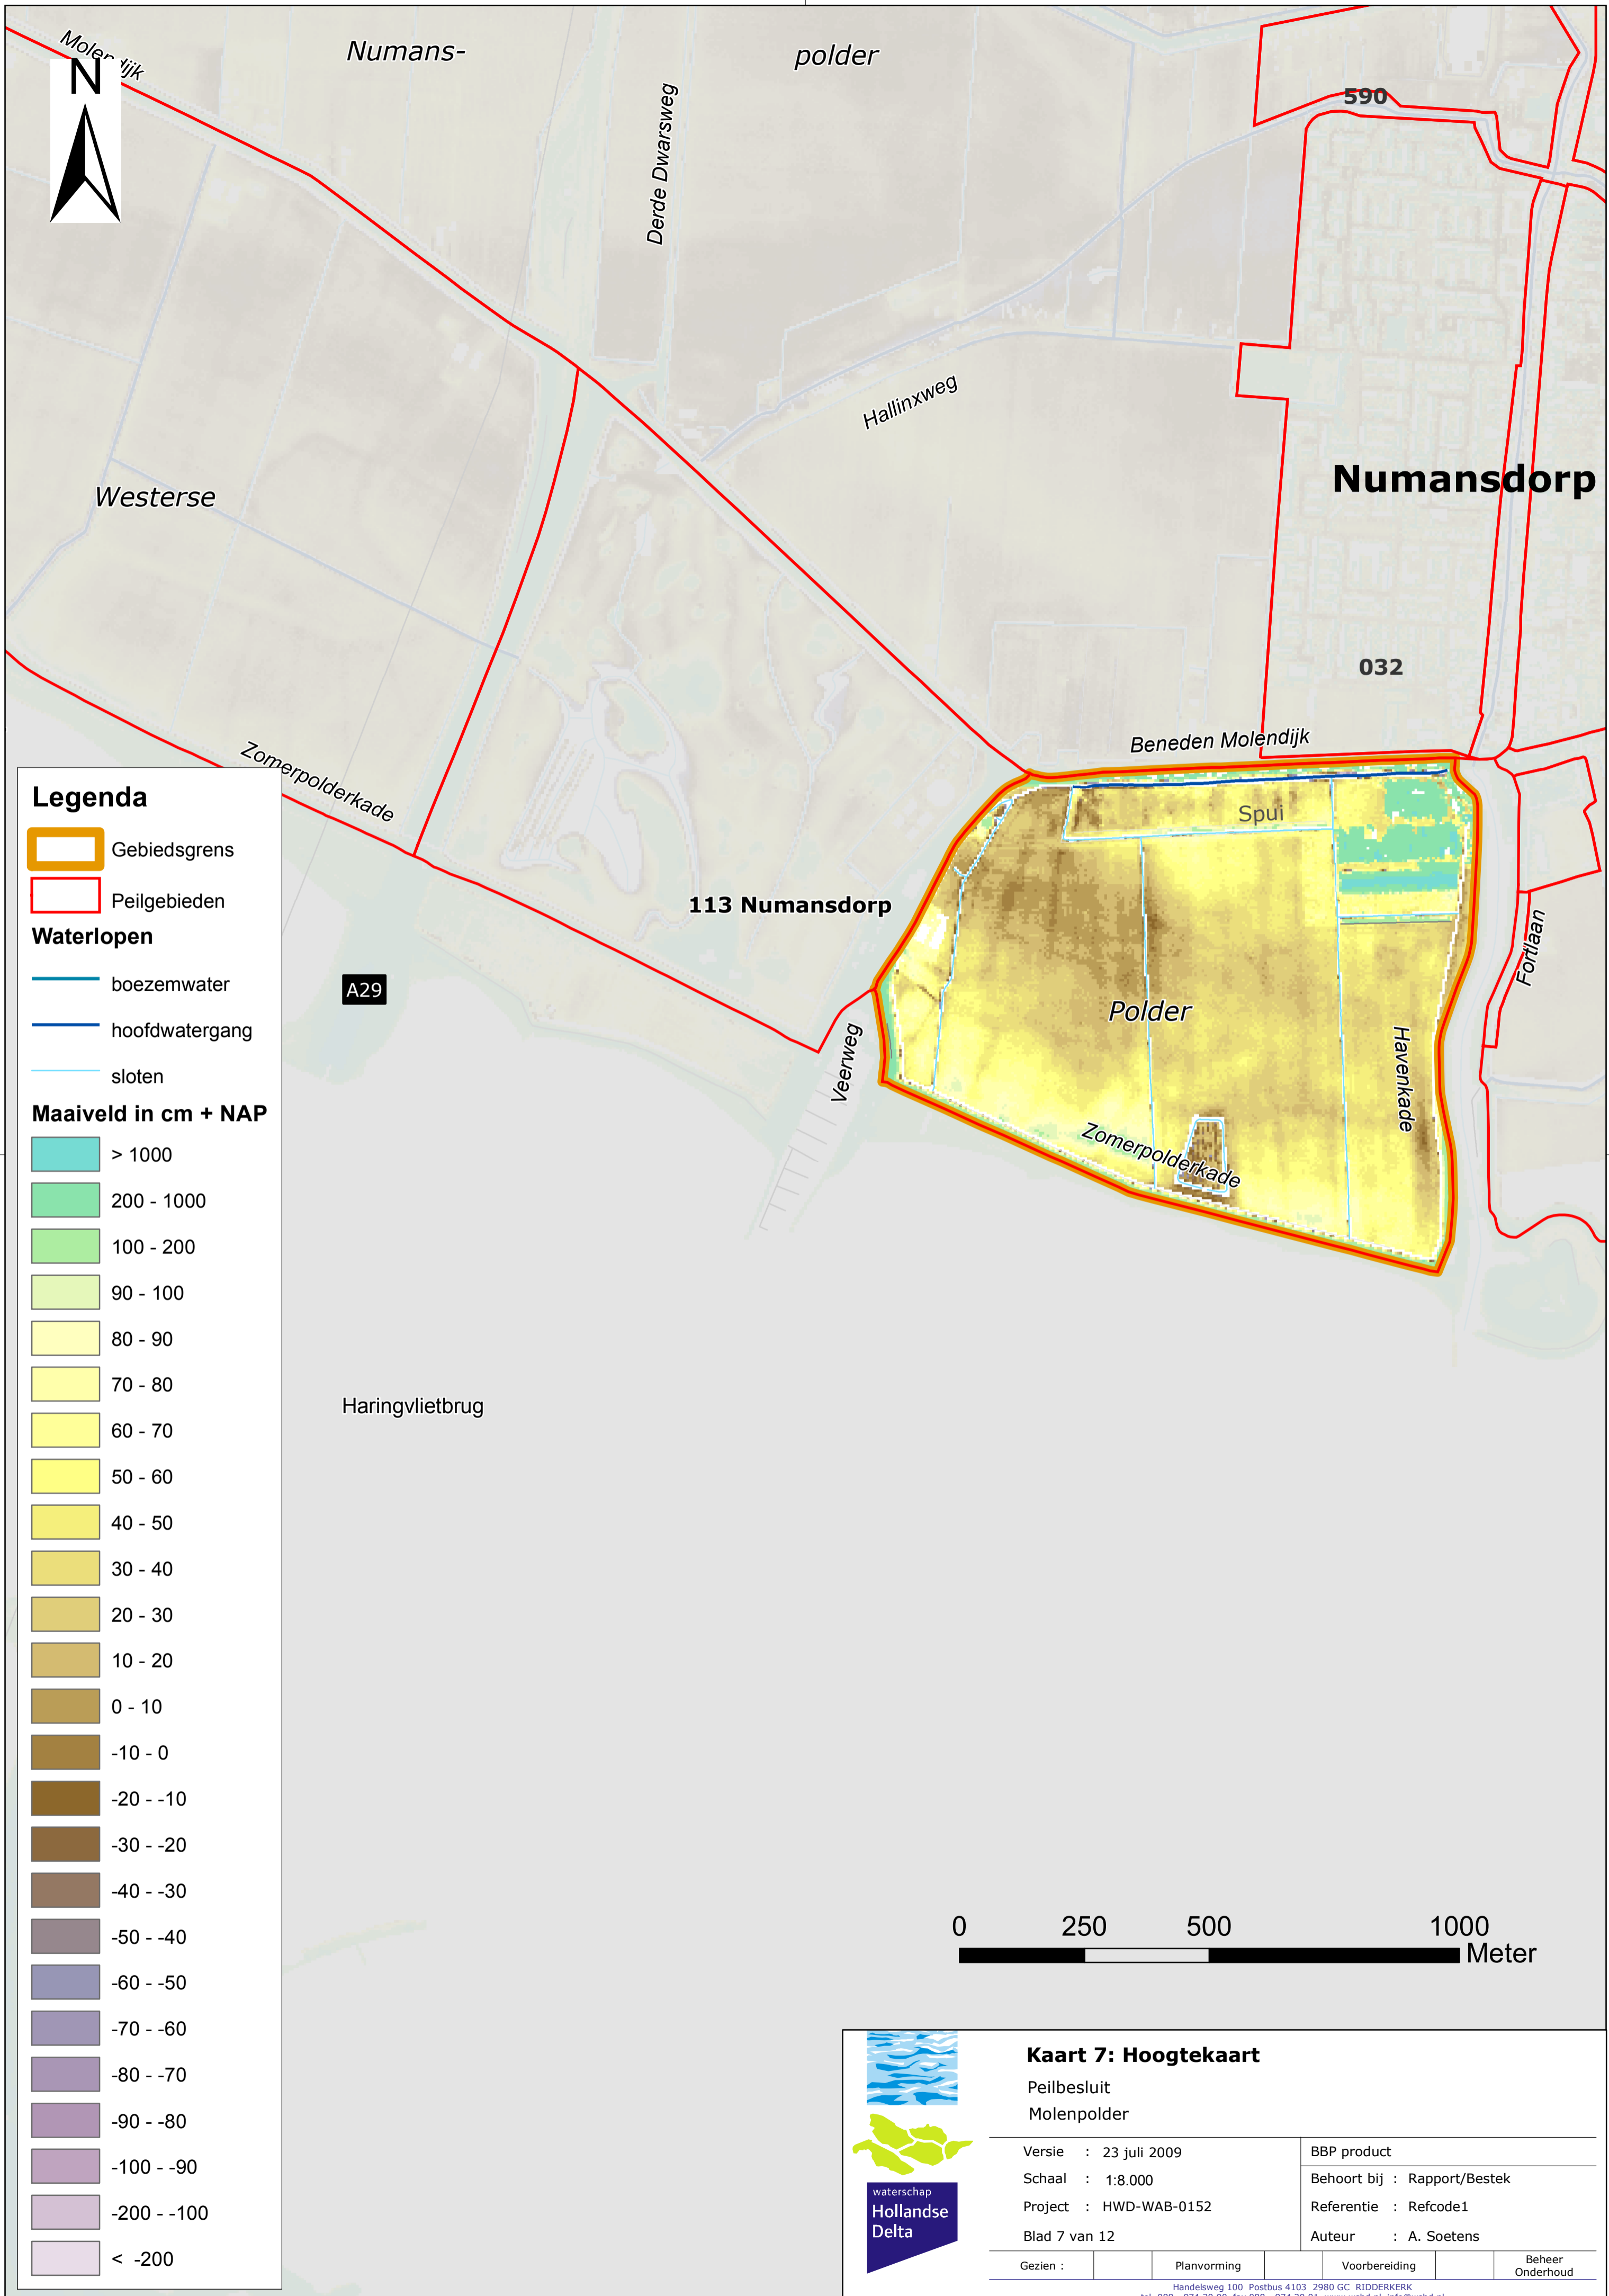 Molendijk
N
Numans-
polder
Derde Dwarsweg
590
Hallinxweg
Westerse
Numansdorp
032
Beneden Molendijk
Zomerpolderkade
Spui
113 Numansdorp
A29
Fortlaan
Polder
Veerweg
Havenkade
Zomerpolderkade
Haringvlietbrug
Legenda
Gebiedsgrens
Peilgebieden
Waterlopen
boezemwater
hoofdwatergang
sloten
Maaiveld in cm + NAP
> 1000
200 - 1000
100 - 200
90 - 100
80 - 90
70 - 80
60 - 70
50 - 60
40 - 50
30 - 40
20 - 30
10 - 20
0 - 10
-10 - 0
-20 - -10
-30 - -20
-40 - -30
-50 - -40
-60 - -50
-70 - -60
-80 - -70
-90 - -80
-100 - -90
-200 - -100
< -200
0 250 500 1000
Meter
waterschap
Hollandse
Delta
Kaart 7: Hoogtekaart
Peilbesluit
Molenpolder
Versie : 23 juli 2009
Schaal : 1:8.000
Project : HWD-WAB-0152
Blad 7 van 12
BBP product
Behoort bij : Rapport/Bestek
Referentie : Refcode1
Auteur : A. Soetens
Gezien : Planvorming Voorbereiding Beheer Onderhoud
Handelsweg 100 Postbus 4103 2980 GC RIDDERKERK